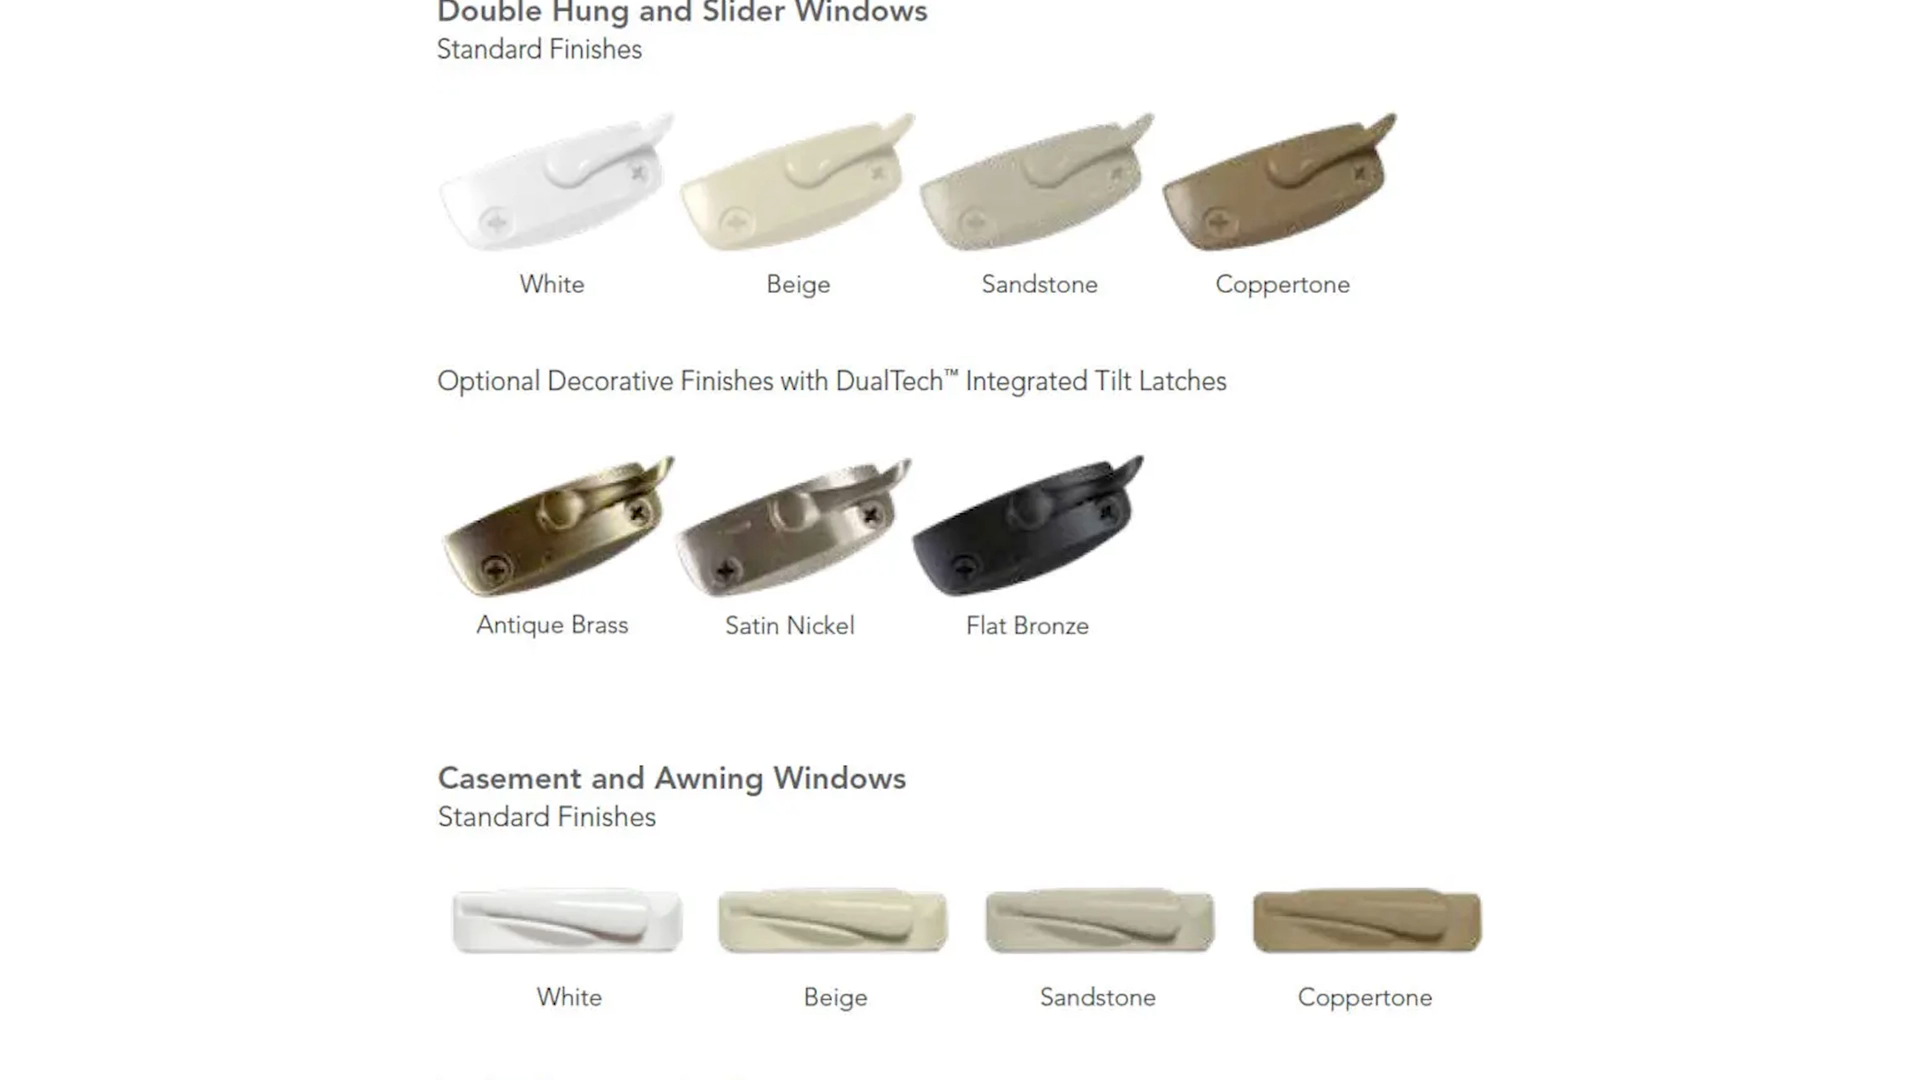 Double Hung and Slider Windows
Standard Finishes
White
Beige
Sandstone
Coppertone
Optional Decorative Finishes with DualTech™ Integrated Tilt Latches
Antique Brass
Satin Nickel
Flat Bronze
Casement and Awning Windows
Standard Finishes
White
Beige
Sandstone
Coppertone